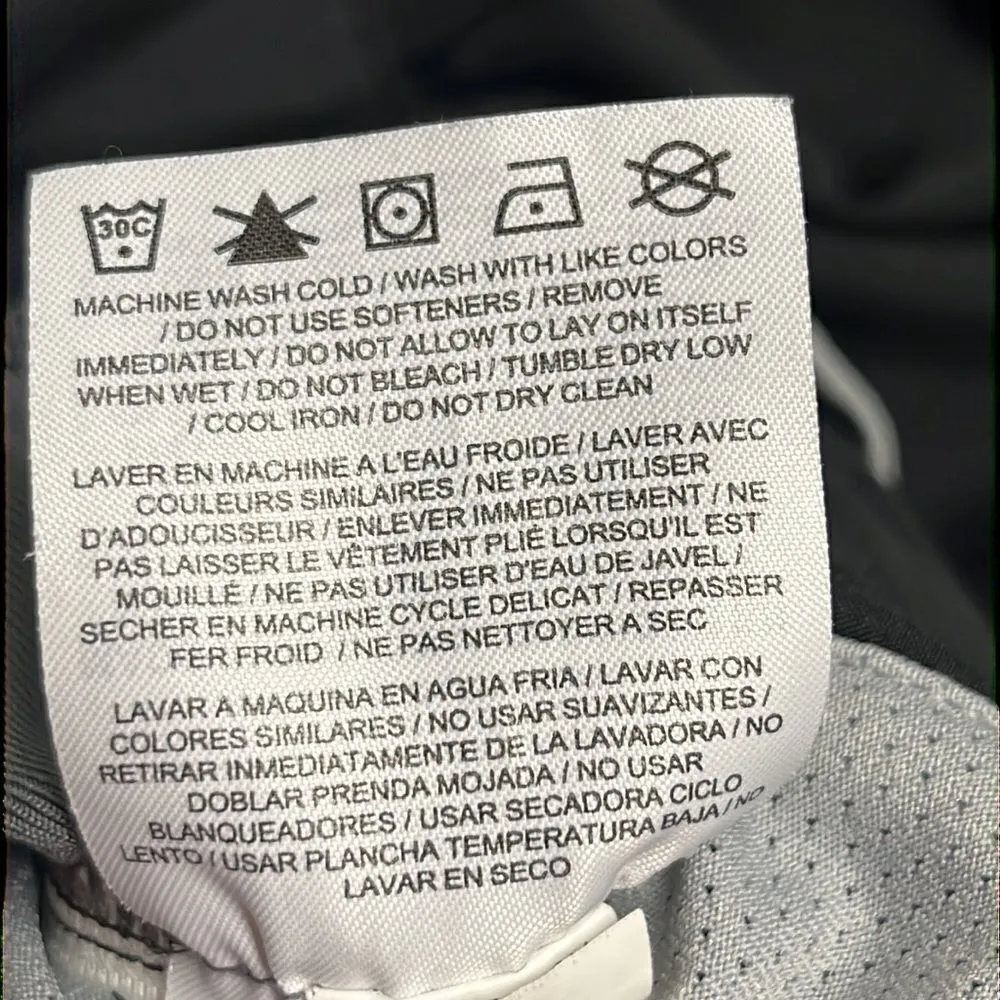 30C
MACHINE WASH COLD / WASH WITH LIKE COLORS
/ DO NOT USE SOFTENERS / REMOVE
IMMEDIATELY / DO NOT ALLOW TO LAY ON ITSELF
WHEN WET / DO NOT BLEACH / TUMBLE DRY LOW
/ COOL IRON / DO NOT DRY CLEAN
LAVER EN MACHINE A L'EAU FROIDE / LAVER AVEC
COULEURS SIMILAIRES / NE PAS UTILISER
D'ADOUCISSEUR / ENLEVER IMMEDIATEMENT / NE
PAS LAISSER LE VÊTEMENT PLIÉ LORSQU'IL EST
MOUILLÉ / NE PAS UTILISER D'EAU DE JAVEL /
SECHER EN MACHINE CYCLE DELICAT / REPASSER
FER FROID / NE PAS NETTOYER A SEC
LAVAR A MAQUINA EN AGUA FRIA / LAVAR CON
COLORES SIMILARES / NO USAR SUAVIZANTES /
RETIRAR INMEDIATAMENTE DE LA LAVADORA / NO
DOBLAR PRENDA MOJADA / NO USAR
BLANQUEADORES / USAR SECADORA CICLO
LENTO / USAR PLANCHA TEMPERATURA BAJA / NO
LAVAR EN SECO